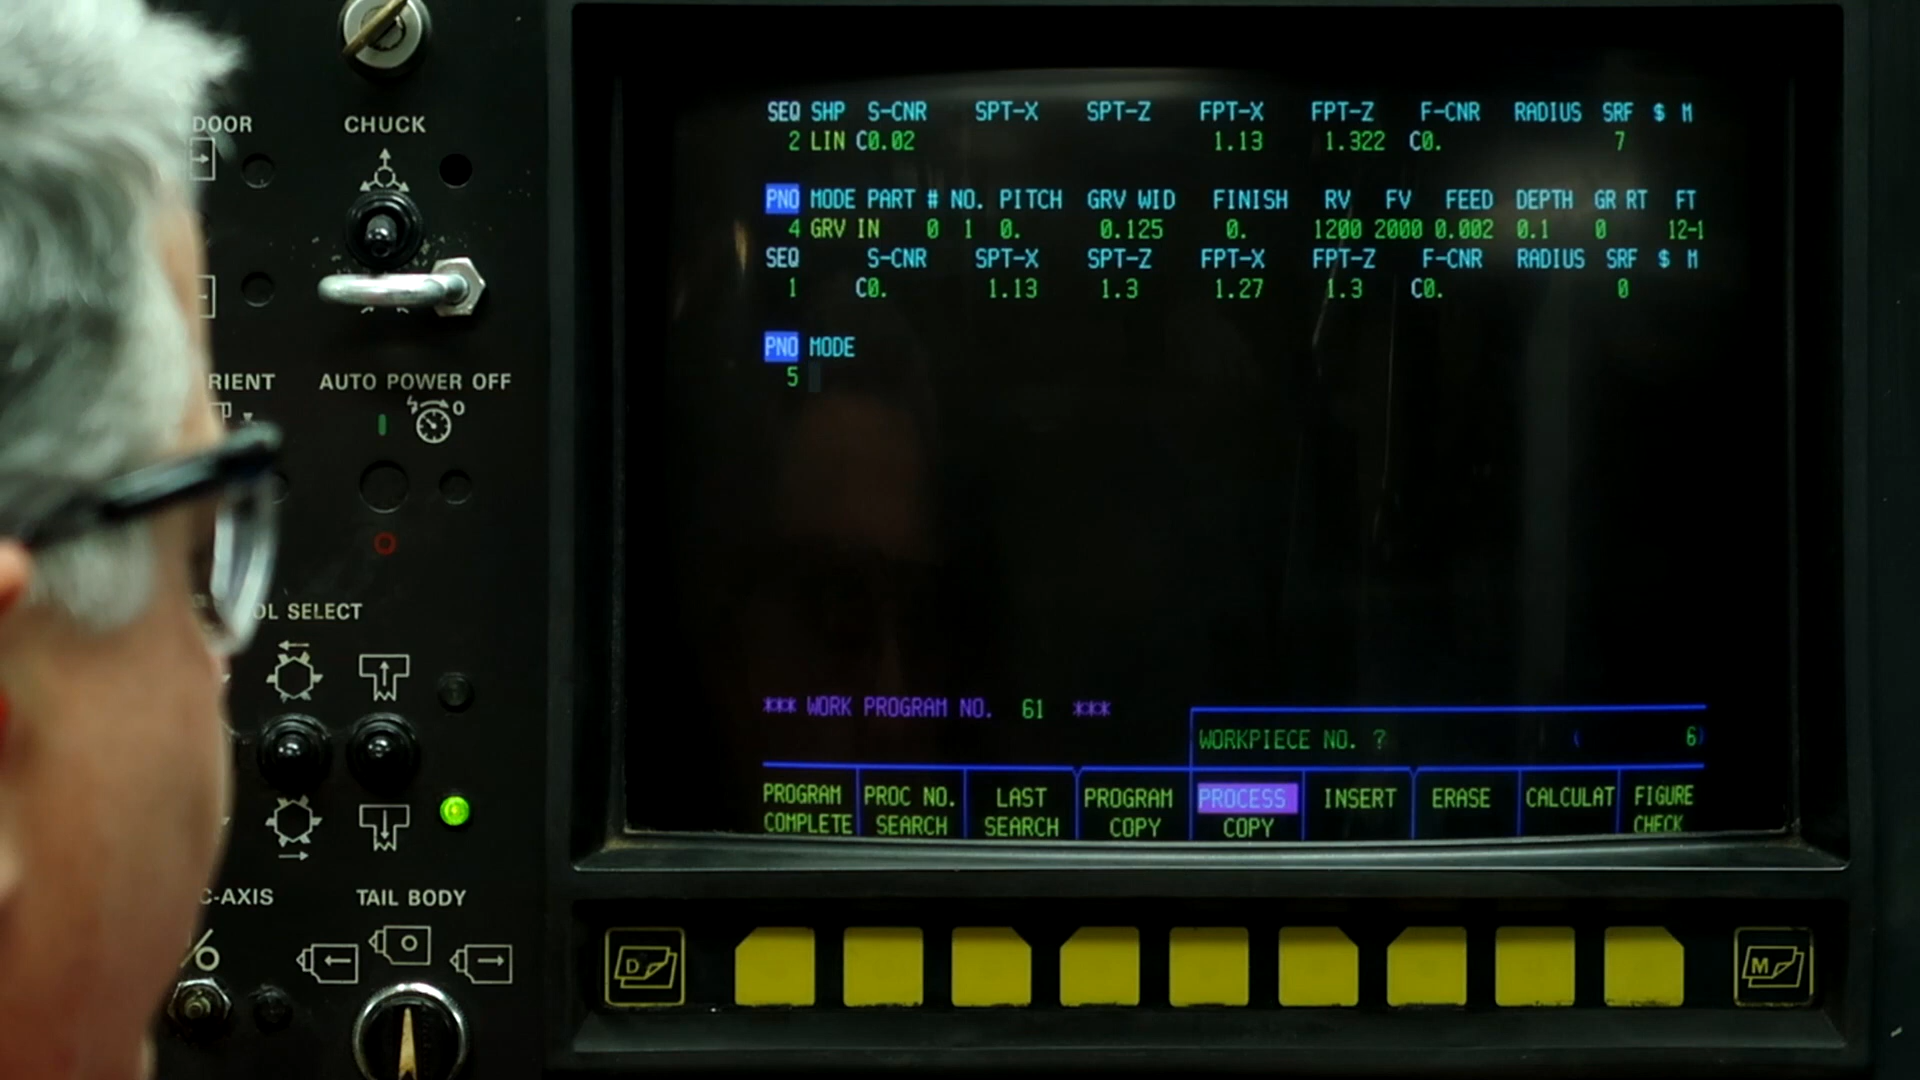 DOOR
CHUCK
RIENT
AUTO POWER OFF
OL SELECT
C-AXIS
TAIL BODY
SEQ SHP S-CNR SPT-X SPT-Z FPT-X FPT-Z F-CNR RADIUS SRF $ M
2 LIN C0.02 1.13 1.322 C0. 7
PNO MODE PART # NO. PITCH GRV WID FINISH RV FV FEED DEPTH GR RT FT
4 GRV IN 0 1 0. 0.125 0. 1200 2000 0.002 0.1 0 12-1
SEQ S-CNR SPT-X SPT-Z FPT-X FPT-Z F-CNR RADIUS SRF $ M
1 C0. 1.13 1.3 1.27 1.3 C0. 0
PNO MODE
5
*** WORK PROGRAM NO. 61 ***
WORKPIECE NO. ? ( 6)
PROGRAM COMPLETE
PROC NO. SEARCH
LAST SEARCH
PROGRAM COPY
PROCESS COPY
INSERT
ERASE
CALCULAT
FIGURE CHECK
D
M